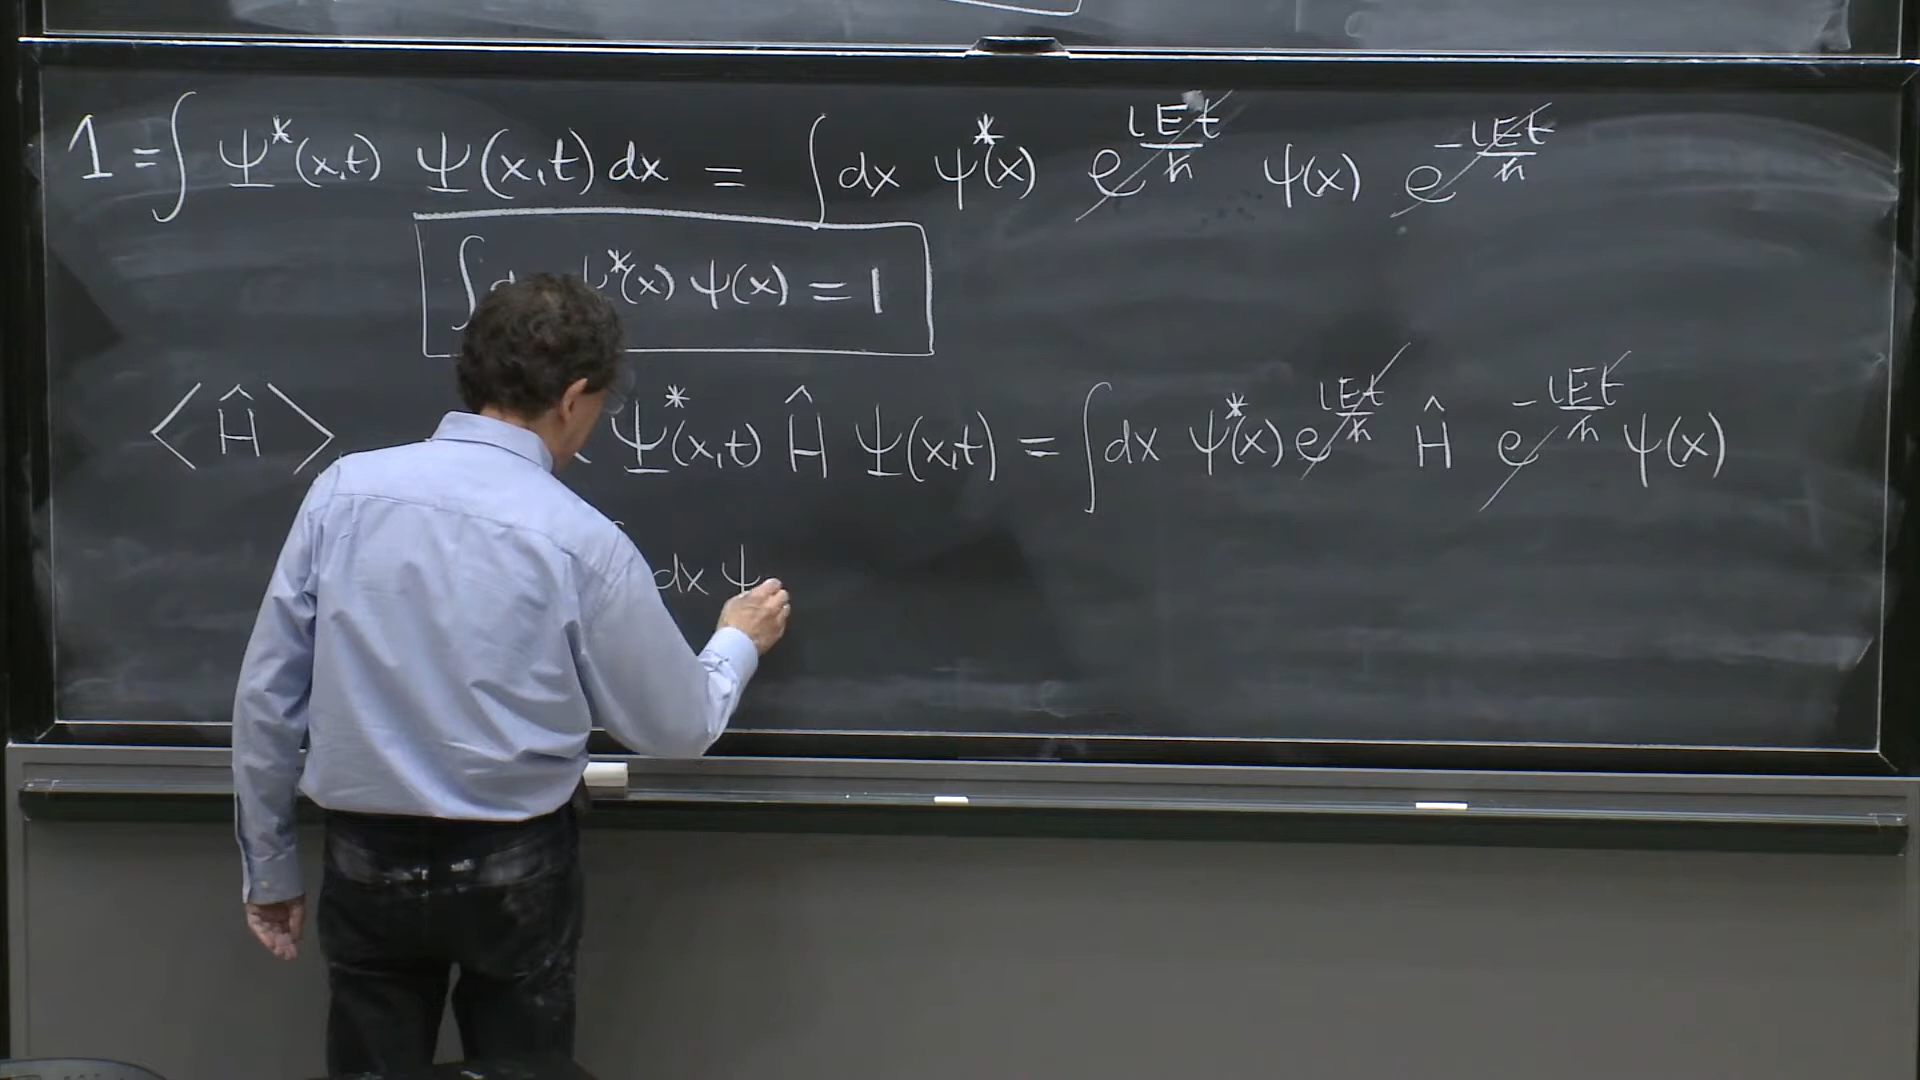 1 = ∫ Ψ*(x,t) Ψ(x,t) dx = ∫ dx ψ*(x) e^{iEt/ħ} ψ(x) e^{-iEt/ħ}
∫ ψ*(x) ψ(x) = 1
⟨Ĥ⟩ Ψ*(x,t) Ĥ Ψ(x,t) = ∫ dx ψ*(x) e^{iEt/ħ} Ĥ e^{-iEt/ħ} ψ(x)
dx ψ